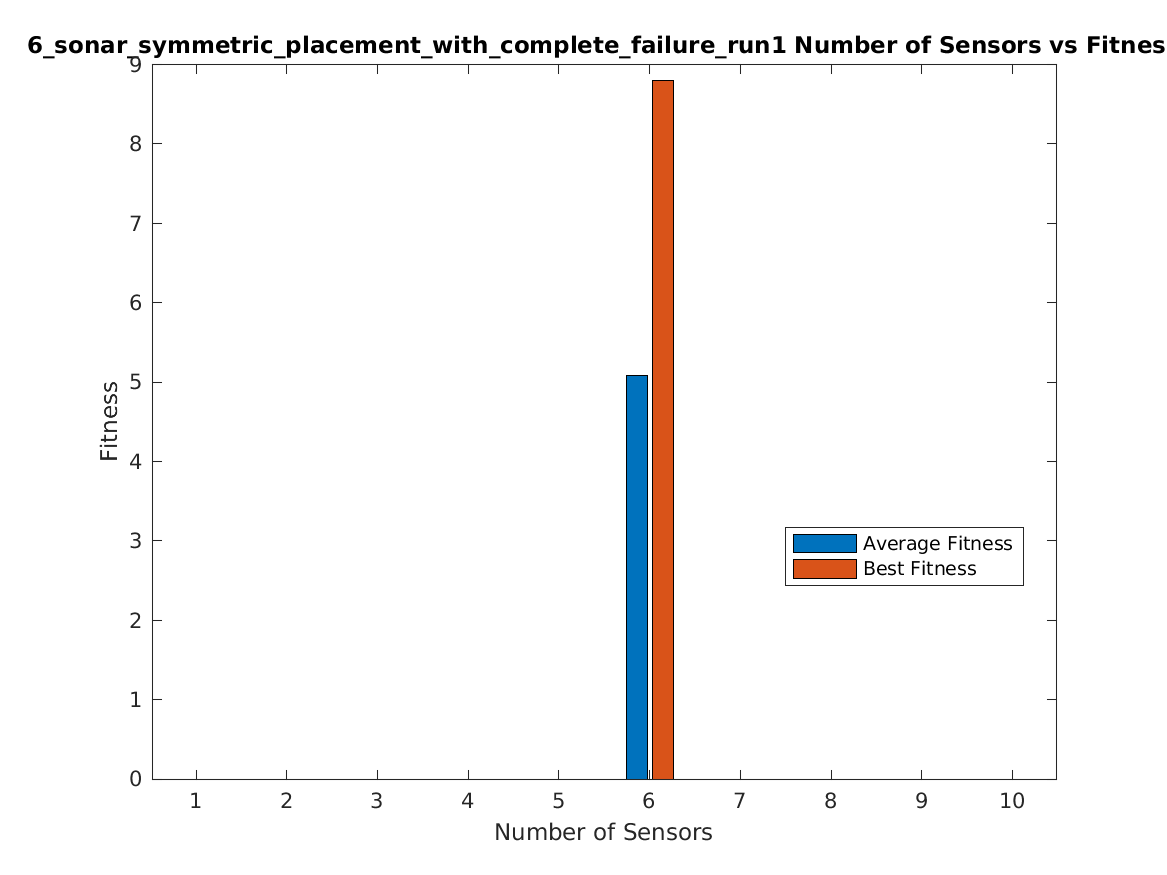 6_sonar_symmetric_placement_with_complete_failure_run1 Number of Sensors vs Fitnes
9
8
7
6
5
4
3
2
1
0
Fitness
Average Fitness
Best Fitness
1 2 3 4 5 6 7 8 9 10
Number of Sensors